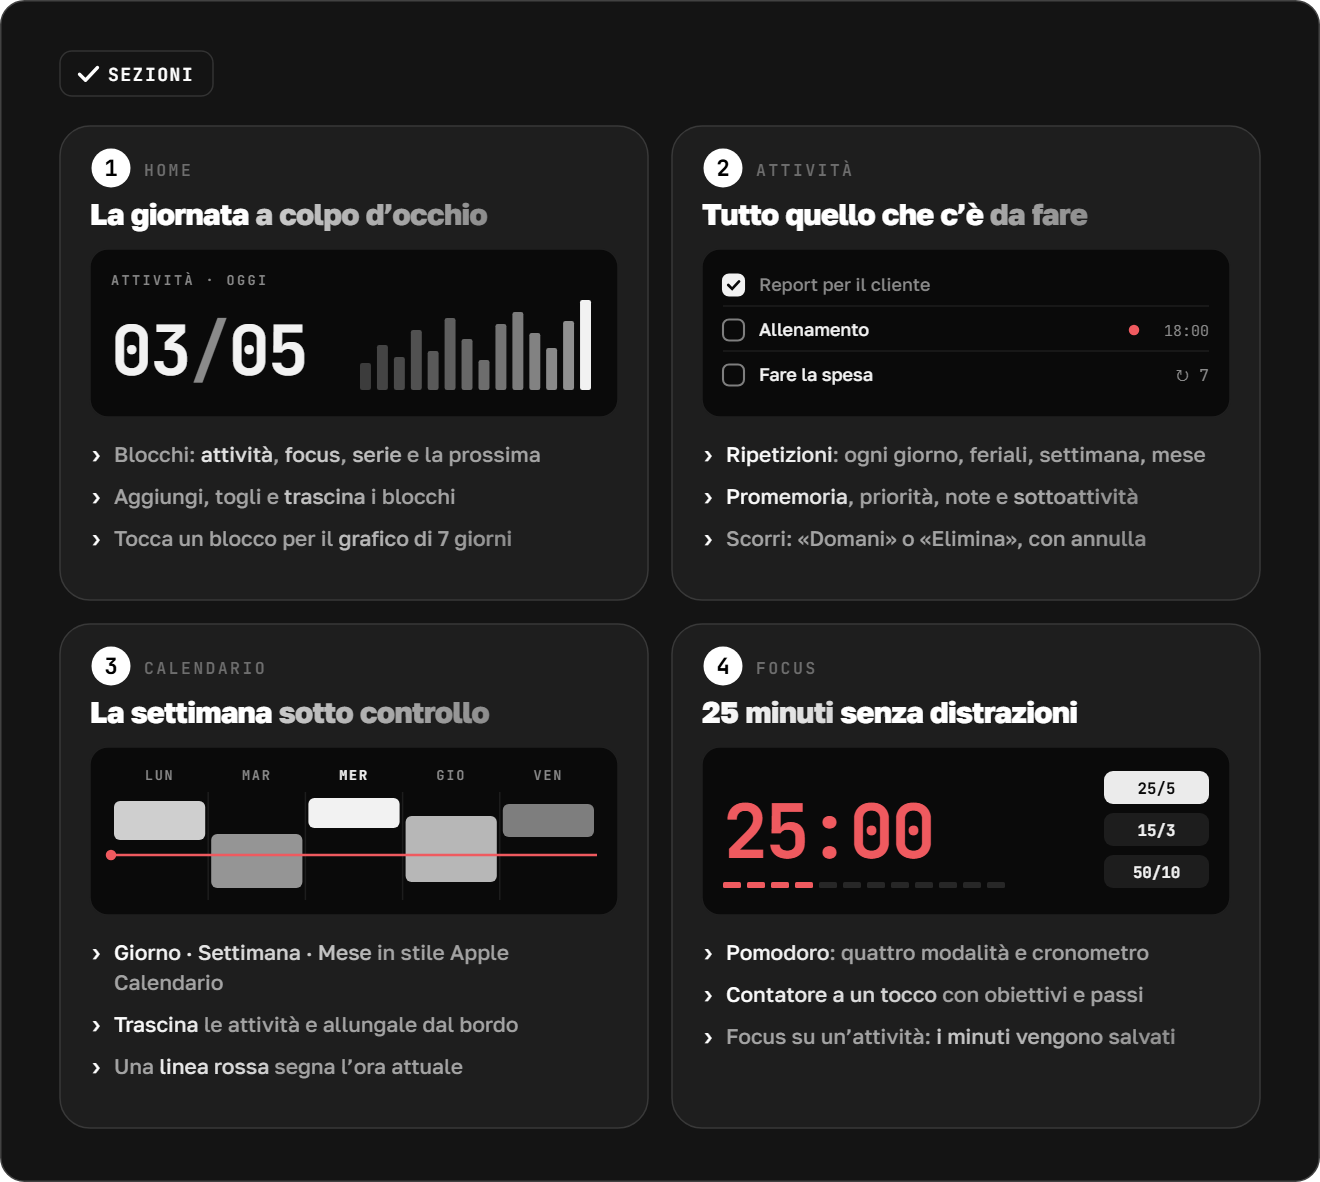 SEZIONI
1 HOME
La giornata a colpo d’occhio
ATTIVITÀ · OGGI
03/05
› Blocchi: attività, focus, serie e la prossima
› Aggiungi, togli e trascina i blocchi
› Tocca un blocco per il grafico di 7 giorni
2 ATTIVITÀ
Tutto quello che c’è da fare
Report per il cliente
Allenamento 18:00
Fare la spesa ↻ 7
› Ripetizioni: ogni giorno, feriali, settimana, mese
› Promemoria, priorità, note e sottoattività
› Scorri: «Domani» o «Elimina», con annulla
3 CALENDARIO
La settimana sotto controllo
LUN MAR MER GIO VEN
› Giorno · Settimana · Mese in stile Apple
Calendario
› Trascina le attività e allungale dal bordo
› Una linea rossa segna l’ora attuale
4 FOCUS
25 minuti senza distrazioni
25:00
25/5
15/3
50/10
› Pomodoro: quattro modalità e cronometro
› Contatore a un tocco con obiettivi e passi
› Focus su un’attività: i minuti vengono salvati